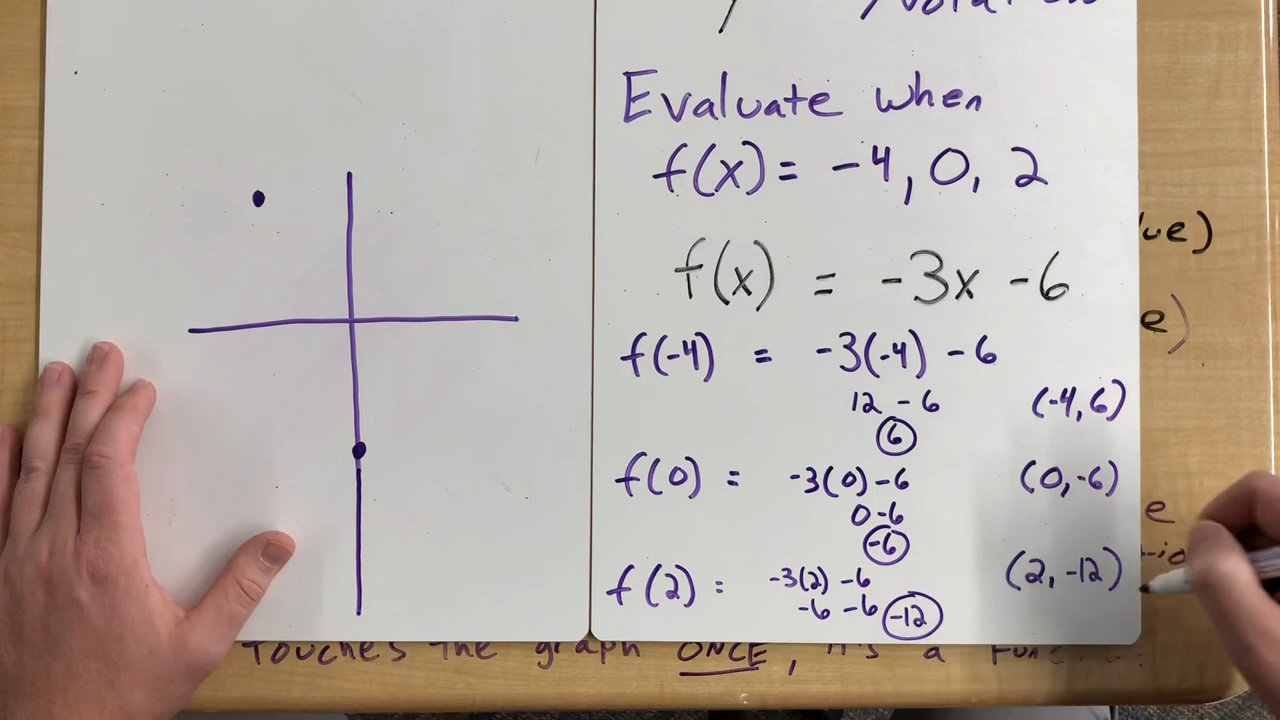 Evaluate when
f(x) = -4, 0, 2
f(x) = -3x -6
f(-4) = -3(-4) - 6
12 - 6 (-4, 6)
6
f(0) = -3(0) - 6 (0, -6)
0 - 6
-6
f(2) = -3(2) - 6 (2, -12)
-6 - 6 -12
TOUCHES THE graph ONCE, it's a